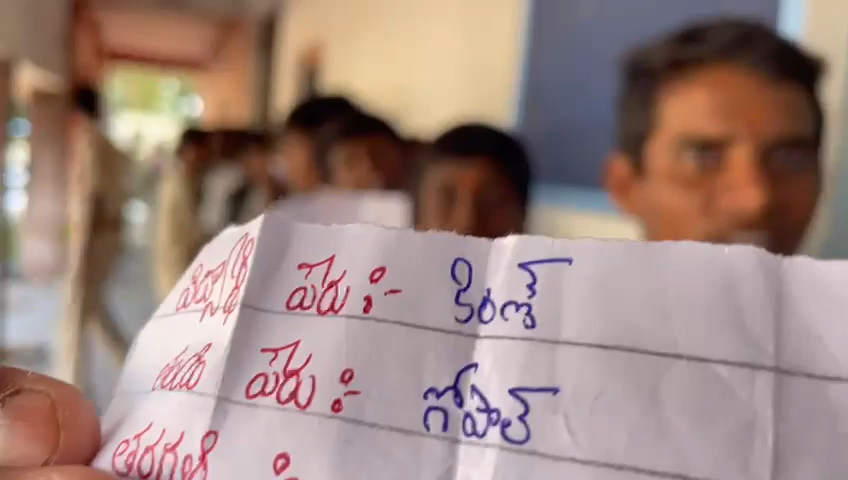 విద్యార్థి పేరు :- కిరణ్
తండ్రి పేరు :- గోపాల్
తరగతి :